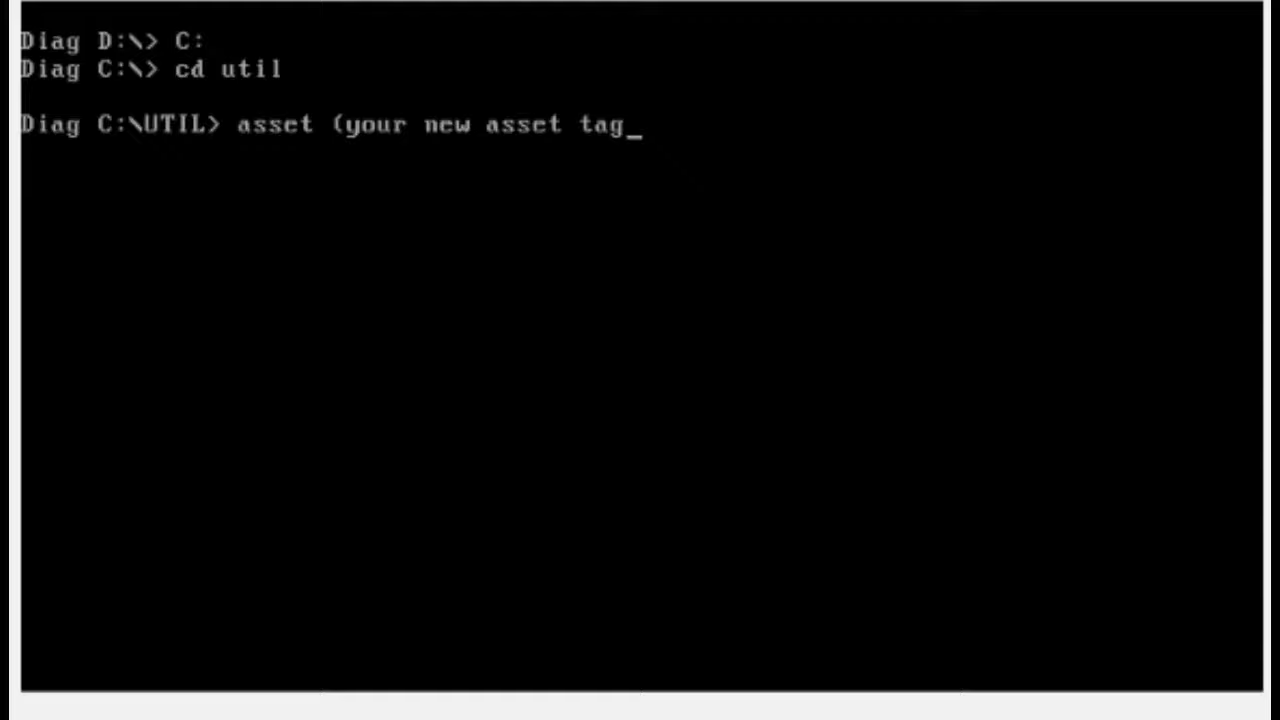 Diag D:\> C:
Diag C:\> cd util
Diag C:\UTIL> asset (your new asset tag_